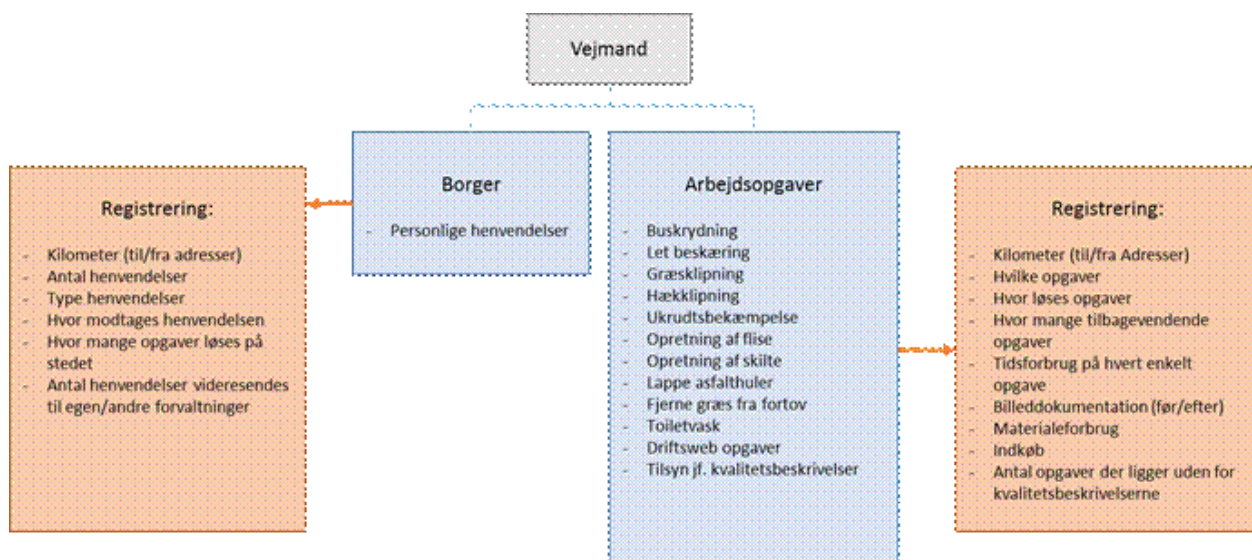 Vejmand
Borger
- Personlige henvendelser
Arbejdsopgaver
- Buskrydning
- Let beskæring
- Græsklipning
- Hækklipning
- Ukrudtsbekæmpelse
- Opretning af flise
- Opretning af skilte
- Lappe asfalthuler
- Fjerne græs fra fortov
- Toiletvask
- Driftsweb opgaver
- Tilsyn jf. kvalitetsbeskrivelser
Registrering:
- Kilometer (til/fra adresser)
- Antal henvendelser
- Type henvendelser
- Hvor modtages henvendelsen
- Hvor mange opgaver løses på
stedet
- Antal henvendelser videresendes
til egen/andre forvaltninger
Registrering:
- Kilometer (til/fra Adresser)
- Hvilke opgaver
- Hvor løses opgaver
- Hvor mange tilbagevendende
opgaver
- Tidsforbrug på hvert enkelt
opgave
- Billeddokumentation (før/efter)
- Materialeforbrug
- Indkøb
- Antal opgaver der ligger uden for
kvalitetsbeskrivelserne